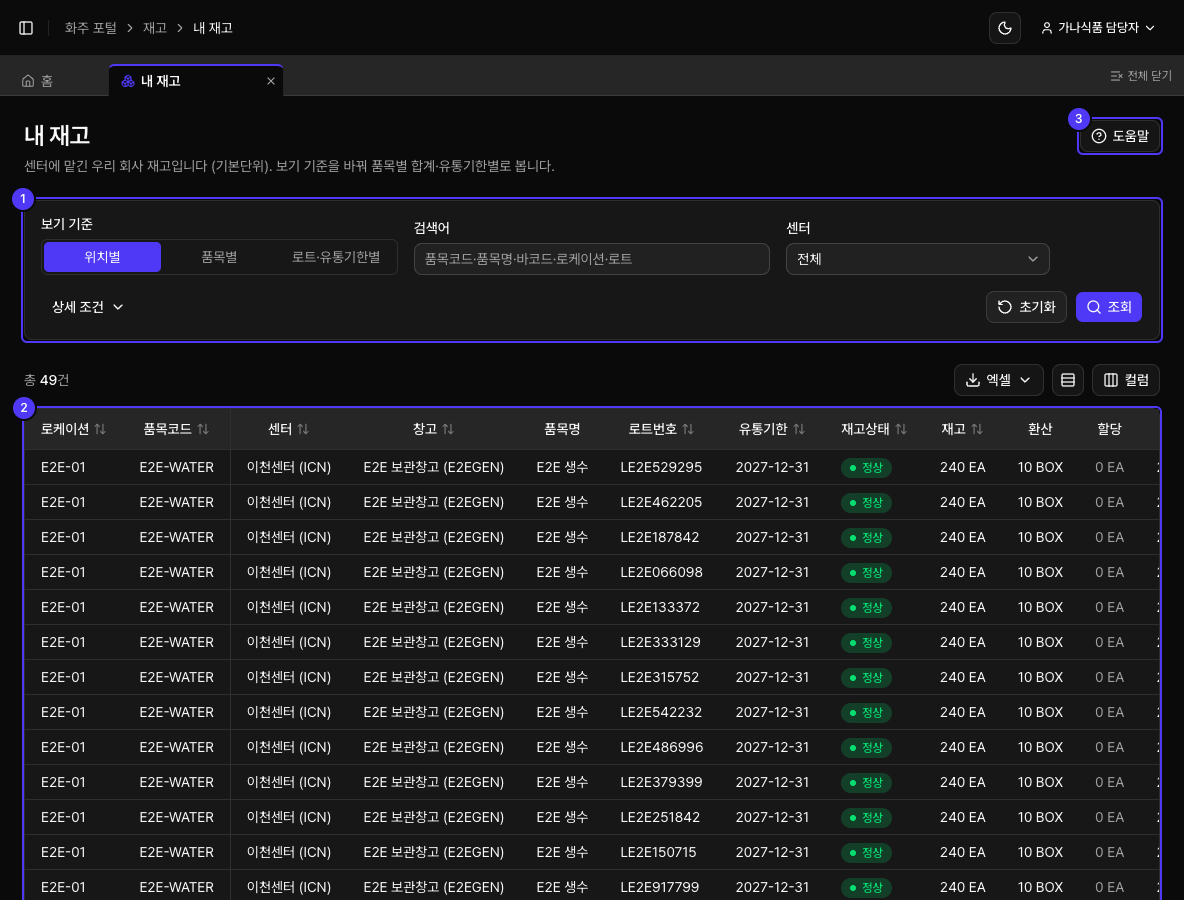 화주 포털 > 재고 > 내 재고
가나식품 담당자
홈
내 재고
전체 닫기
내 재고
3
도움말
센터에 맡긴 우리 회사 재고입니다 (기본단위). 보기 기준을 바꿔 품목별 합계·유통기한별로 봅니다.
1
보기 기준
검색어
센터
위치별 품목별 로트·유통기한별
품목코드·품목명·바코드·로케이션·로트
전체
상세 조건
초기화
조회
총 49건
엑셀
컬럼
2
로케이션 품목코드 센터 창고 품목명 로트번호 유통기한 재고상태 재고 환산 할당
E2E-01 E2E-WATER 이천센터 (ICN) E2E 보관창고 (E2EGEN) E2E 생수 LE2E529295 2027-12-31 정상 240 EA 10 BOX 0 EA
E2E-01 E2E-WATER 이천센터 (ICN) E2E 보관창고 (E2EGEN) E2E 생수 LE2E462205 2027-12-31 정상 240 EA 10 BOX 0 EA
E2E-01 E2E-WATER 이천센터 (ICN) E2E 보관창고 (E2EGEN) E2E 생수 LE2E187842 2027-12-31 정상 240 EA 10 BOX 0 EA
E2E-01 E2E-WATER 이천센터 (ICN) E2E 보관창고 (E2EGEN) E2E 생수 LE2E066098 2027-12-31 정상 240 EA 10 BOX 0 EA
E2E-01 E2E-WATER 이천센터 (ICN) E2E 보관창고 (E2EGEN) E2E 생수 LE2E133372 2027-12-31 정상 240 EA 10 BOX 0 EA
E2E-01 E2E-WATER 이천센터 (ICN) E2E 보관창고 (E2EGEN) E2E 생수 LE2E333129 2027-12-31 정상 240 EA 10 BOX 0 EA
E2E-01 E2E-WATER 이천센터 (ICN) E2E 보관창고 (E2EGEN) E2E 생수 LE2E315752 2027-12-31 정상 240 EA 10 BOX 0 EA
E2E-01 E2E-WATER 이천센터 (ICN) E2E 보관창고 (E2EGEN) E2E 생수 LE2E542232 2027-12-31 정상 240 EA 10 BOX 0 EA
E2E-01 E2E-WATER 이천센터 (ICN) E2E 보관창고 (E2EGEN) E2E 생수 LE2E486996 2027-12-31 정상 240 EA 10 BOX 0 EA
E2E-01 E2E-WATER 이천센터 (ICN) E2E 보관창고 (E2EGEN) E2E 생수 LE2E379399 2027-12-31 정상 240 EA 10 BOX 0 EA
E2E-01 E2E-WATER 이천센터 (ICN) E2E 보관창고 (E2EGEN) E2E 생수 LE2E251842 2027-12-31 정상 240 EA 10 BOX 0 EA
E2E-01 E2E-WATER 이천센터 (ICN) E2E 보관창고 (E2EGEN) E2E 생수 LE2E150715 2027-12-31 정상 240 EA 10 BOX 0 EA
E2E-01 E2E-WATER 이천센터 (ICN) E2E 보관창고 (E2EGEN) E2E 생수 LE2E917799 2027-12-31 정상 240 EA 10 BOX 0 EA